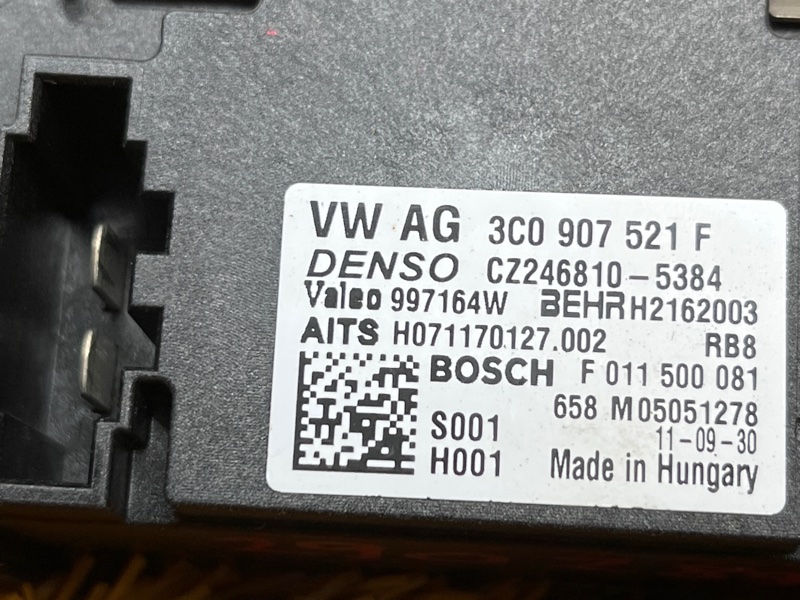 VW AG 3C0 907 521 F
DENSO CZ246810-5384
Valeo 997164W BEHR H2162003
AITS H071170127.002 RB8
BOSCH F 011 500 081
658 M05051278
S001 11-09-30
H001 Made in Hungary